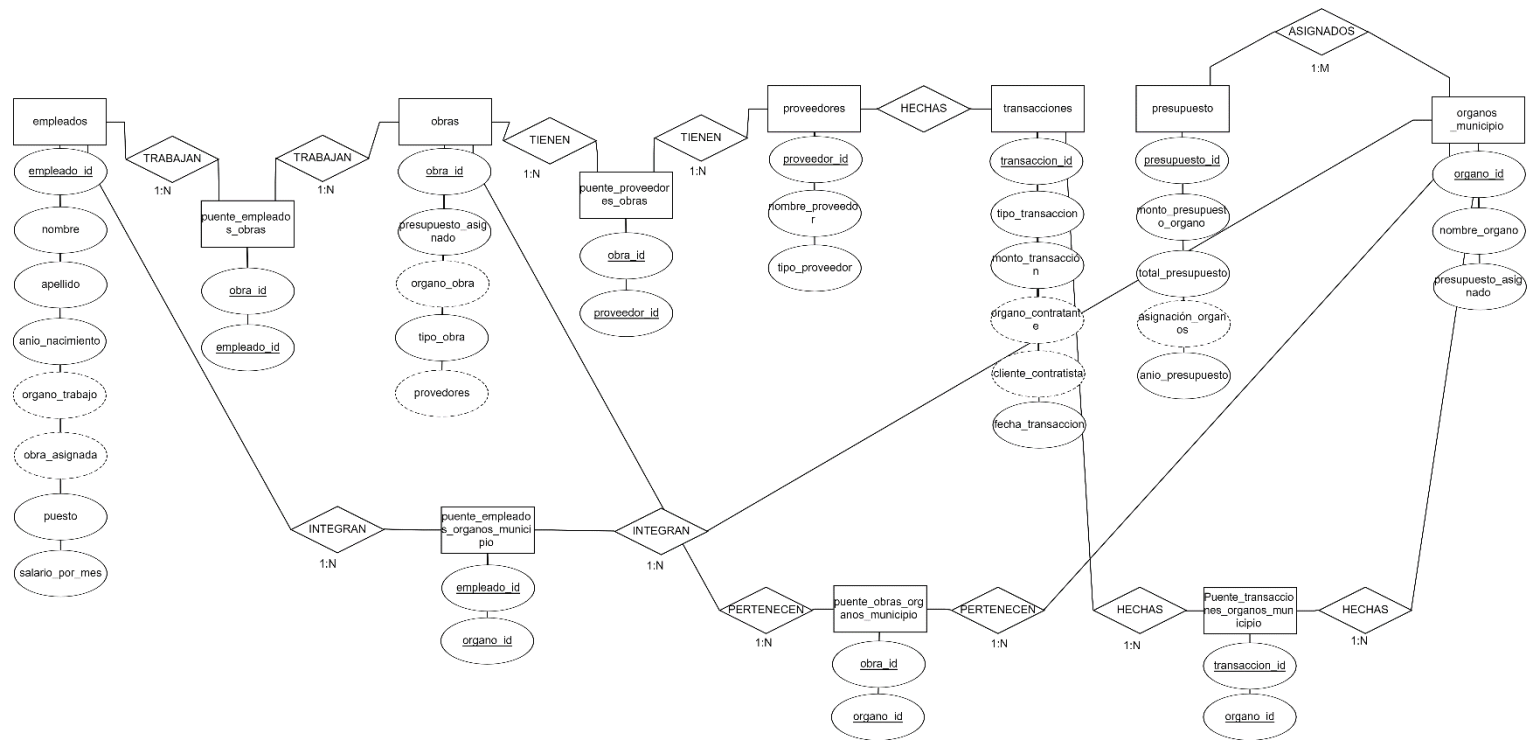 ASIGNADOS
1:M
empleados
TRABAJAN
1:N
TRABAJAN
1:N
obras
TIENEN
1:N
TIENEN
1:N
proveedores
HECHAS
transacciones
presupuesto
organos
_municipio
empleado_id
nombre
apellido
anio_nacimiento
organo_trabajo
obra_asignada
puesto
salario_por_mes
puente_empleado
s_obras
obra_id
empleado_id
obra_id
presupuesto_asi
gnado
organo_obra
tipo_obra
provedores
puente_proveedor
es_obras
obra_id
proveedor_id
proveedor_id
nombre_proveedo
r
tipo_proveedor
transaccion_id
tipo_transaccion
monto_transacció
n
organo_contratant
e
cliente_contratista
fecha_transaccion
presupuesto_id
monto_presupuest
o_organo
total_presupuesto
asignación_organ
os
anio_presupuesto
organo_id
nombre_organo
presupuesto_asig
nado
INTEGRAN
1:N
puente_empleado
s_organos_munici
pio
empleado_id
organo_id
INTEGRAN
1:N
PERTENECEN
1:N
puente_obras_org
anos_municipio
obra_id
organo_id
PERTENECEN
1:N
HECHAS
1:N
Puente_transaccio
nes_organos_mun
icipio
transaccion_id
organo_id
HECHAS
1:N